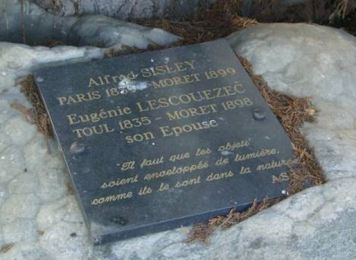 Alfred SISLEY
PARIS 1839 - MORET 1899
Eugénie LESCOUEZEC
TOUL 1835 - MORET 1898
son Epouse
"Il faut que les objets
soient enveloppés de lumière,
comme ils le sont dans la nature"
A.S.